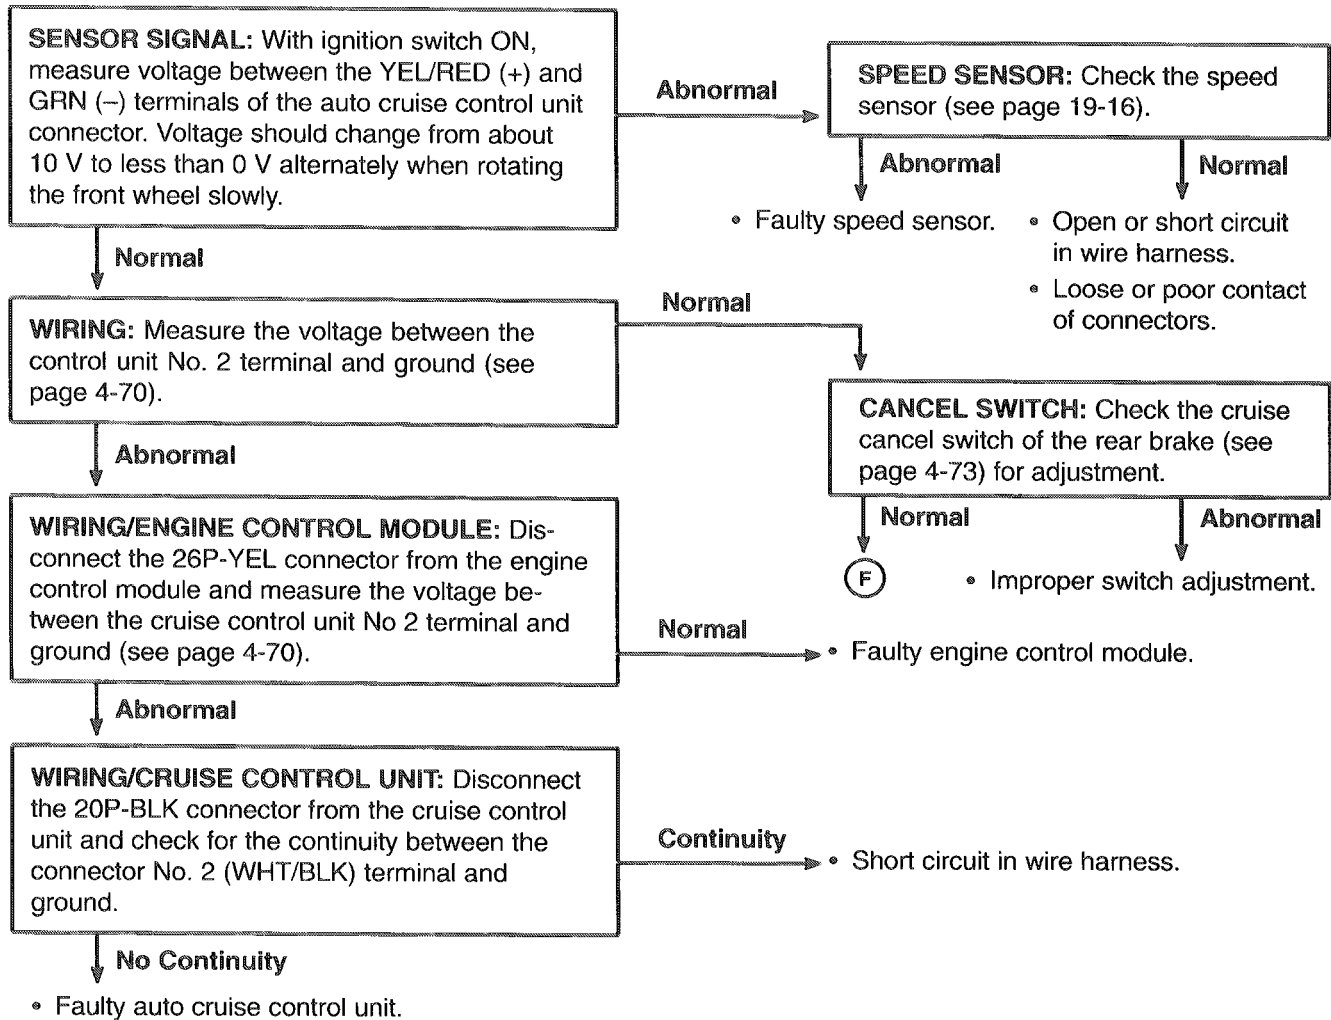 SENSOR SIGNAL: With ignition switch ON,
measure voltage between the YEL/RED (+) and
GRN (–) terminals of the auto cruise control unit
connector. Voltage should change from about
10 V to less than 0 V alternately when rotating
the front wheel slowly.
Abnormal
SPEED SENSOR: Check the speed
sensor (see page 19-16).
Abnormal
Normal
• Faulty speed sensor.
• Open or short circuit
in wire harness.
• Loose or poor contact
of connectors.
Normal
WIRING: Measure the voltage between the
control unit No. 2 terminal and ground (see
page 4-70).
Normal
CANCEL SWITCH: Check the cruise
cancel switch of the rear brake (see
page 4-73) for adjustment.
Normal
Abnormal
F
• Improper switch adjustment.
Abnormal
WIRING/ENGINE CONTROL MODULE: Dis-
connect the 26P-YEL connector from the engine
control module and measure the voltage be-
tween the cruise control unit No 2 terminal and
ground (see page 4-70).
Normal
• Faulty engine control module.
Abnormal
WIRING/CRUISE CONTROL UNIT: Disconnect
the 20P-BLK connector from the cruise control
unit and check for the continuity between the
connector No. 2 (WHT/BLK) terminal and
ground.
Continuity
• Short circuit in wire harness.
No Continuity
• Faulty auto cruise control unit.